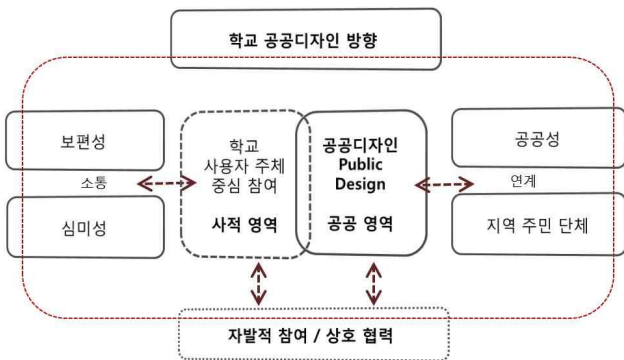 학교 공공디자인 방향
보편성
소통
심미성
학교
사용자 주체
중심 참여
사적 영역
공공디자인
Public
Design
공공 영역
공공성
연계
지역 주민 단체
자발적 참여 / 상호 협력